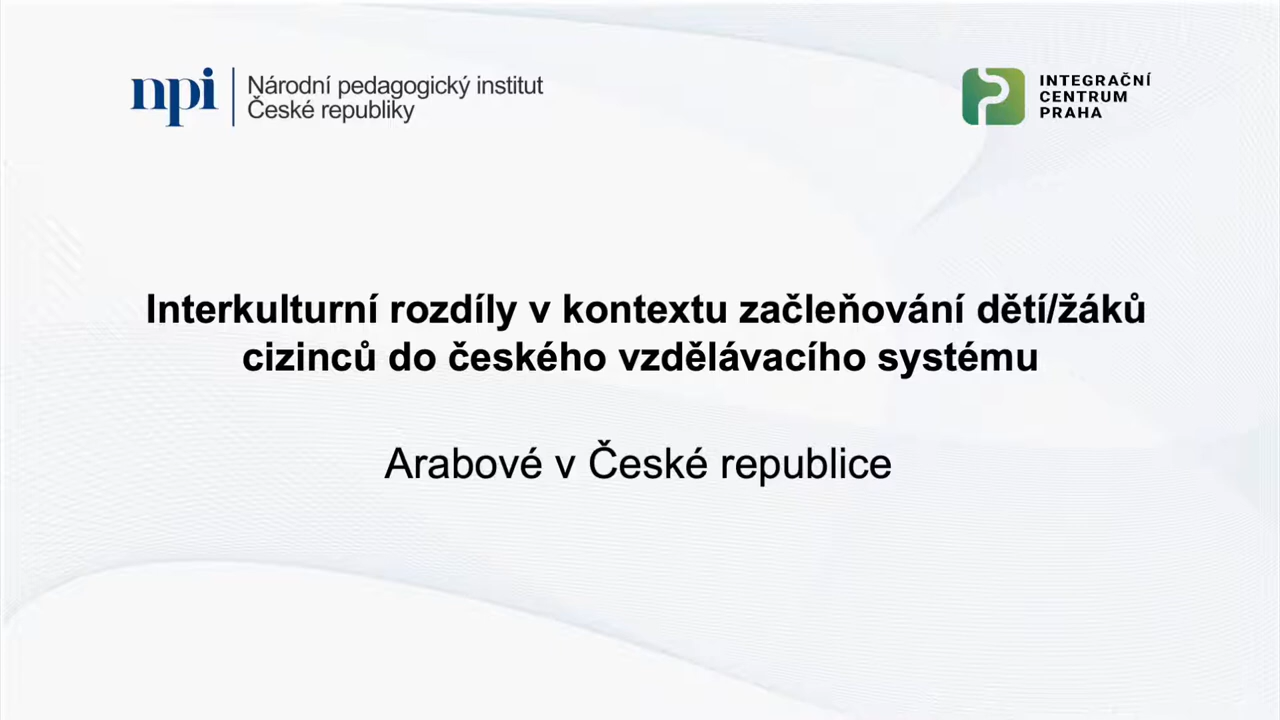 npi
Národní pedagogický institut
České republiky
INTEGRAČNÍ
CENTRUM
PRAHA
Interkulturní rozdíly v kontextu začleňování dětí/žáků
cizinců do českého vzdělávacího systému
Arabové v České republice